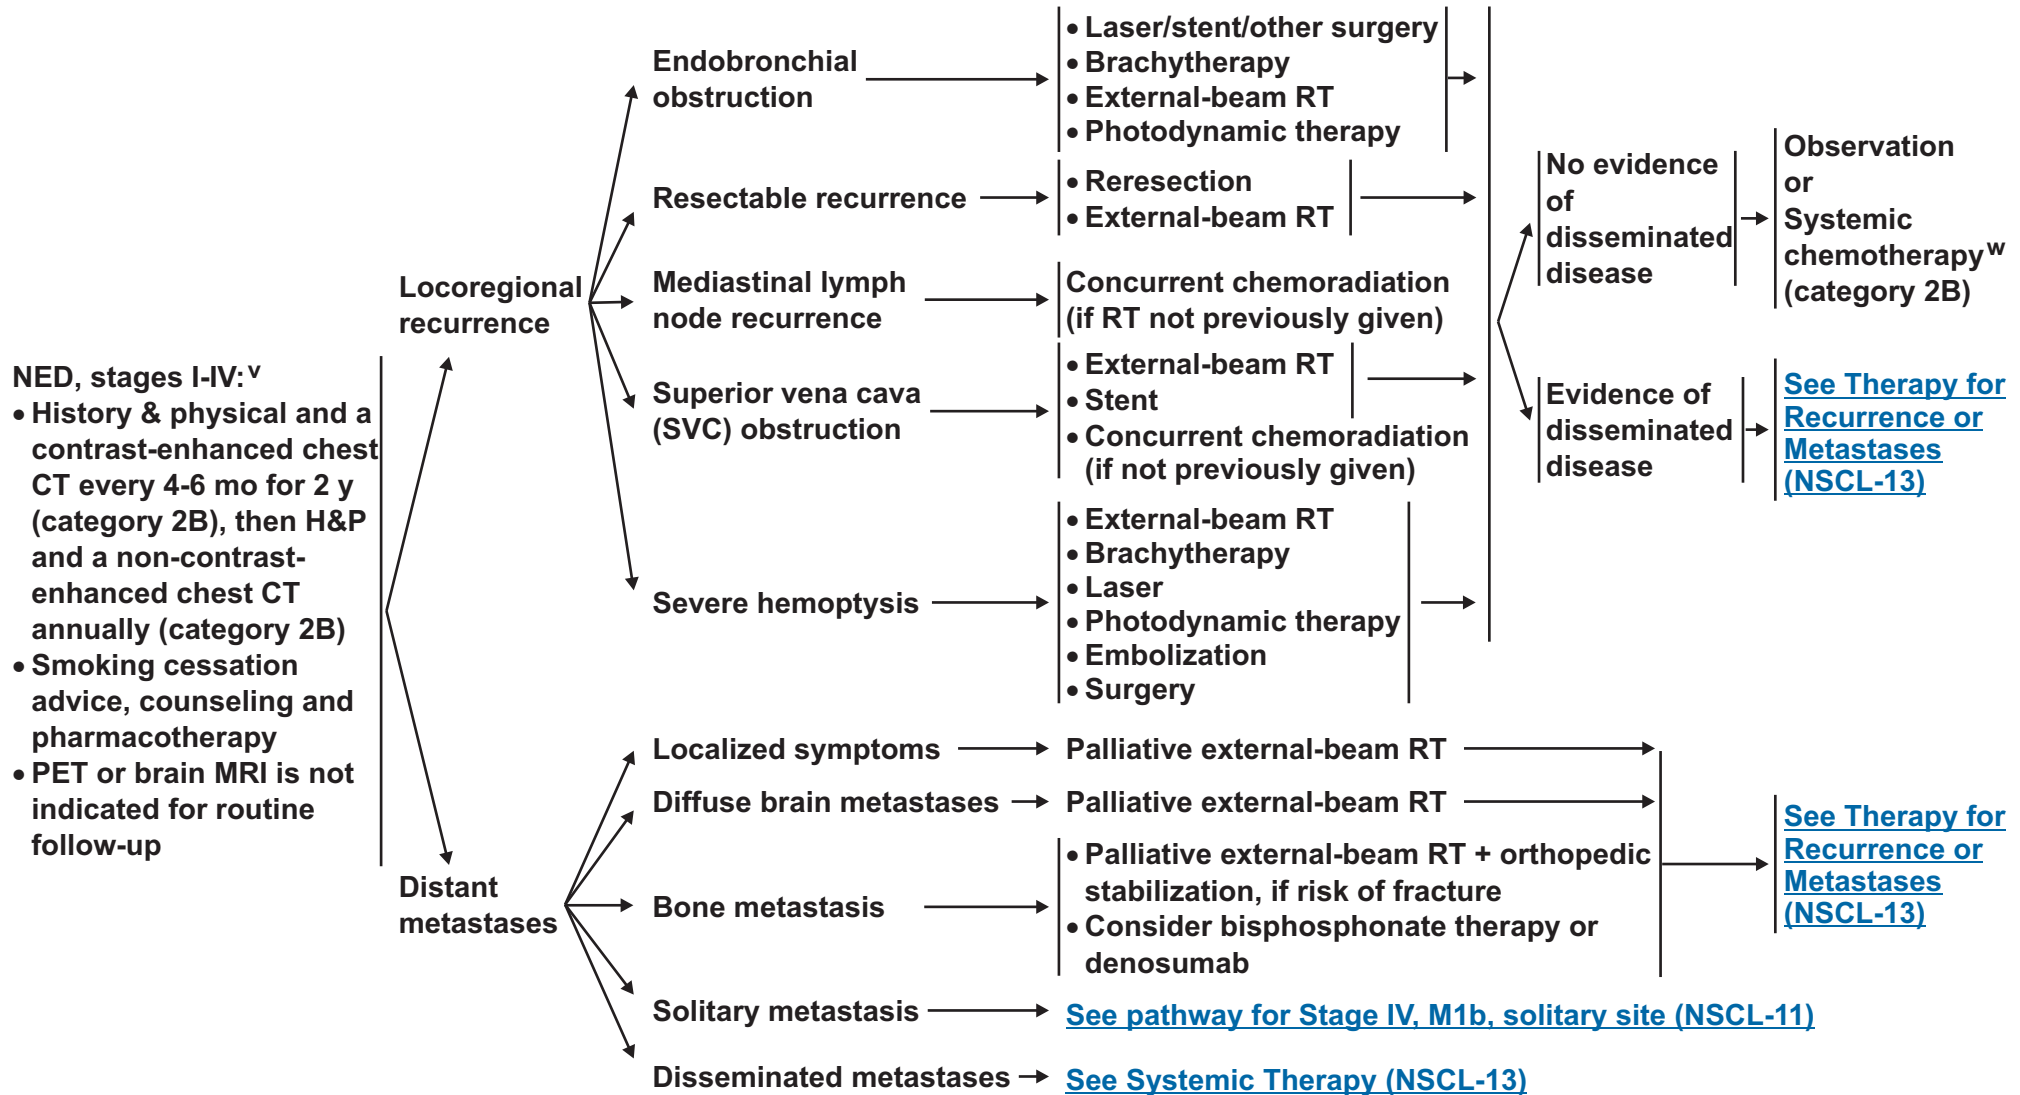 NED, stages I-IV:ᵛ
• History & physical and a
contrast-enhanced chest
CT every 4-6 mo for 2 y
(category 2B), then H&P
and a non-contrast-
enhanced chest CT
annually (category 2B)
• Smoking cessation
advice, counseling and
pharmacotherapy
• PET or brain MRI is not
indicated for routine
follow-up
Locoregional
recurrence
Endobronchial
obstruction
• Laser/stent/other surgery
• Brachytherapy
• External-beam RT
• Photodynamic therapy
Resectable recurrence
• Reresection
• External-beam RT
Mediastinal lymph
node recurrence
Concurrent chemoradiation
(if RT not previously given)
Superior vena cava
(SVC) obstruction
• External-beam RT
• Stent
• Concurrent chemoradiation
(if not previously given)
Severe hemoptysis
• External-beam RT
• Brachytherapy
• Laser
• Photodynamic therapy
• Embolization
• Surgery
No evidence
of
disseminated
disease
Observation
or
Systemic
chemotherapyʷ
(category 2B)
Evidence of
disseminated
disease
See Therapy for
Recurrence or
Metastases
(NSCL-13)
Distant
metastases
Localized symptoms
Palliative external-beam RT
Diffuse brain metastases
Palliative external-beam RT
Bone metastasis
• Palliative external-beam RT + orthopedic
stabilization, if risk of fracture
• Consider bisphosphonate therapy or
denosumab
See Therapy for
Recurrence or
Metastases
(NSCL-13)
Solitary metastasis
See pathway for Stage IV, M1b, solitary site (NSCL-11)
Disseminated metastases
See Systemic Therapy (NSCL-13)